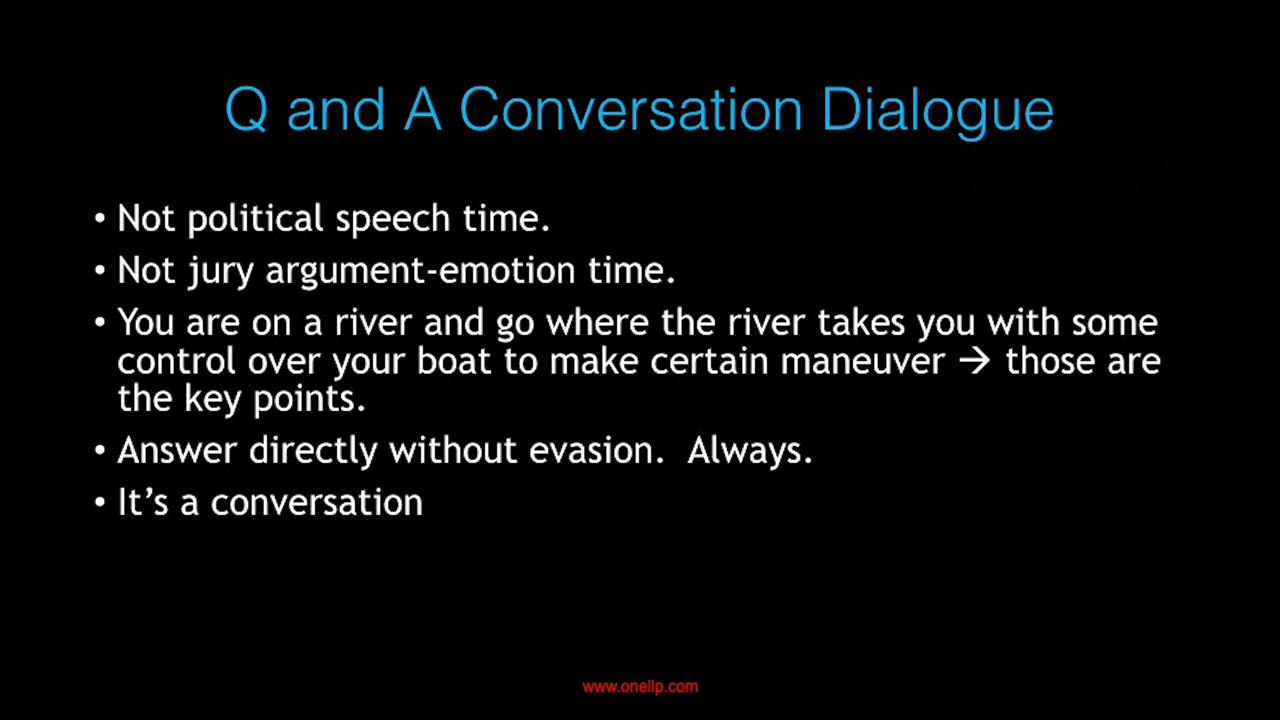 Q and A Conversation Dialogue
• Not political speech time.
• Not jury argument-emotion time.
• You are on a river and go where the river takes you with some
control over your boat to make certain maneuver → those are
the key points.
• Answer directly without evasion.  Always.
• It’s a conversation
www.onellp.com